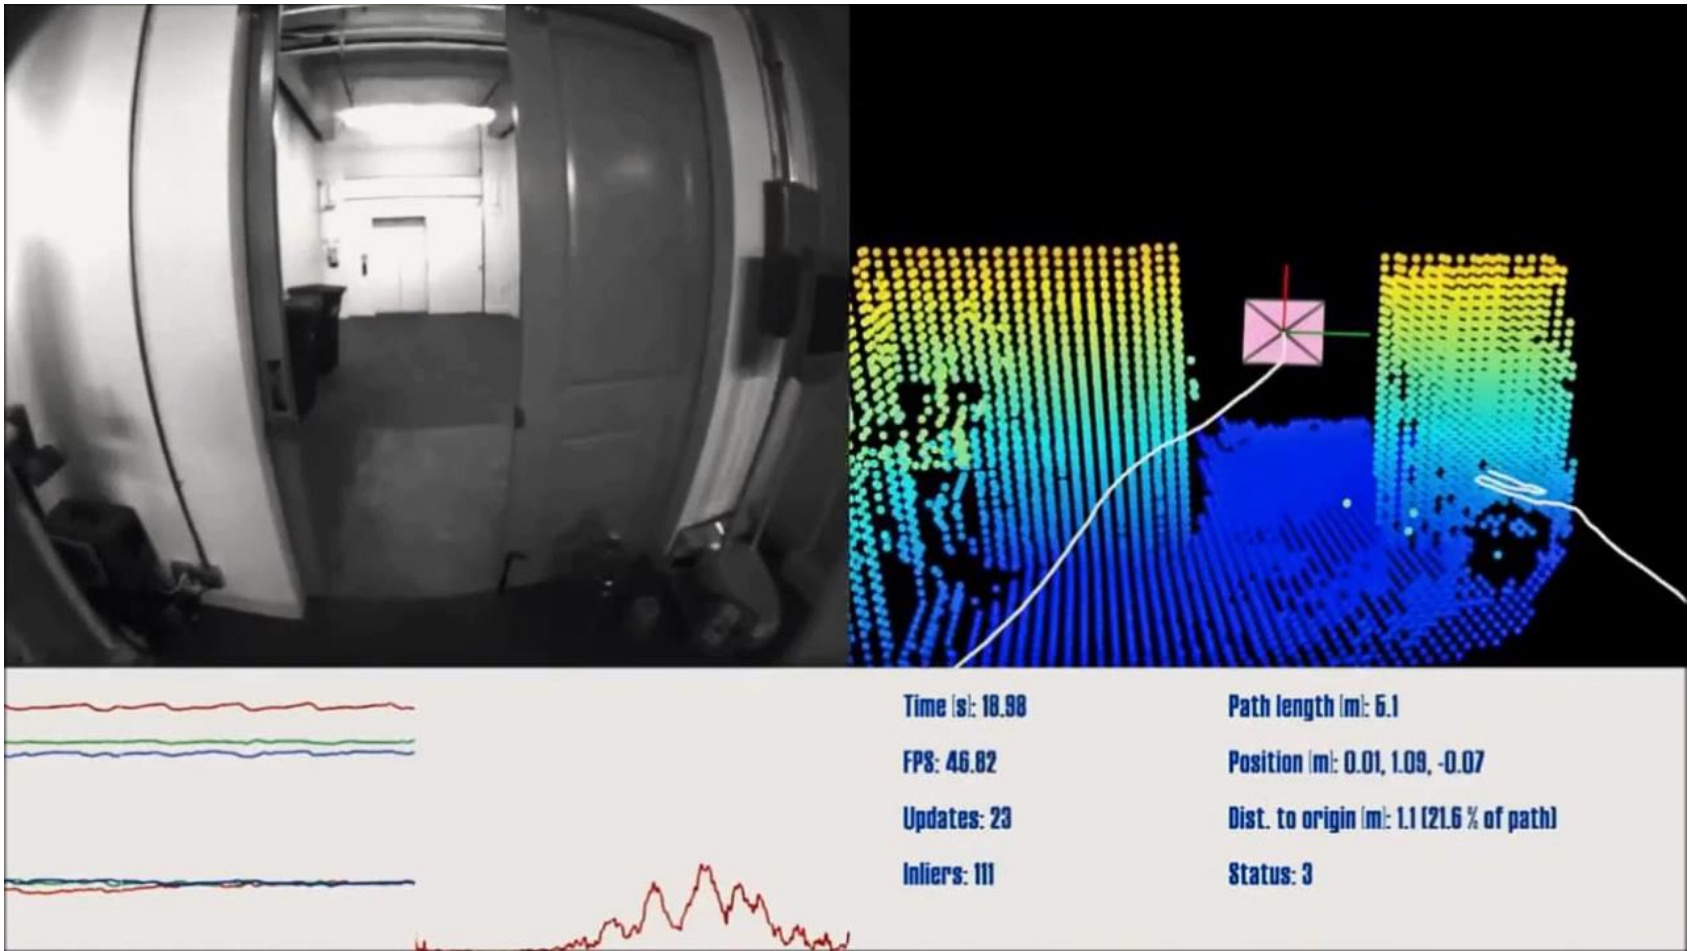 Time (s): 18.98
FPS: 46.82
Updates: 23
Inliers: 111
Path length (m): 5.1
Position (m): 0.01, 1.09, -0.07
Dist. to origin (m): 1.1 (21.6 % of path)
Status: 3